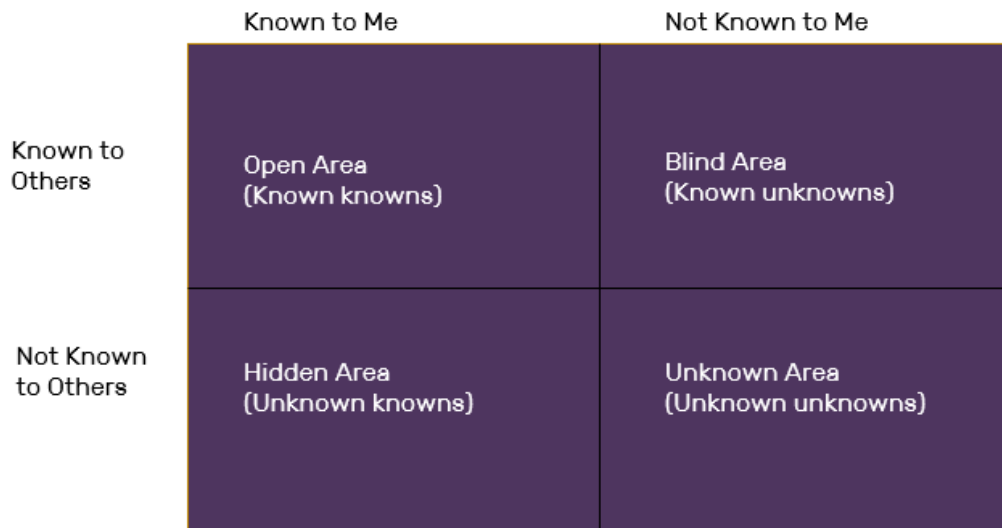 Known to Me
Not Known to Me
Known to
Others
Open Area
(Known knowns)
Blind Area
(Known unknowns)
Not Known
to Others
Hidden Area
(Unknown knowns)
Unknown Area
(Unknown unknowns)